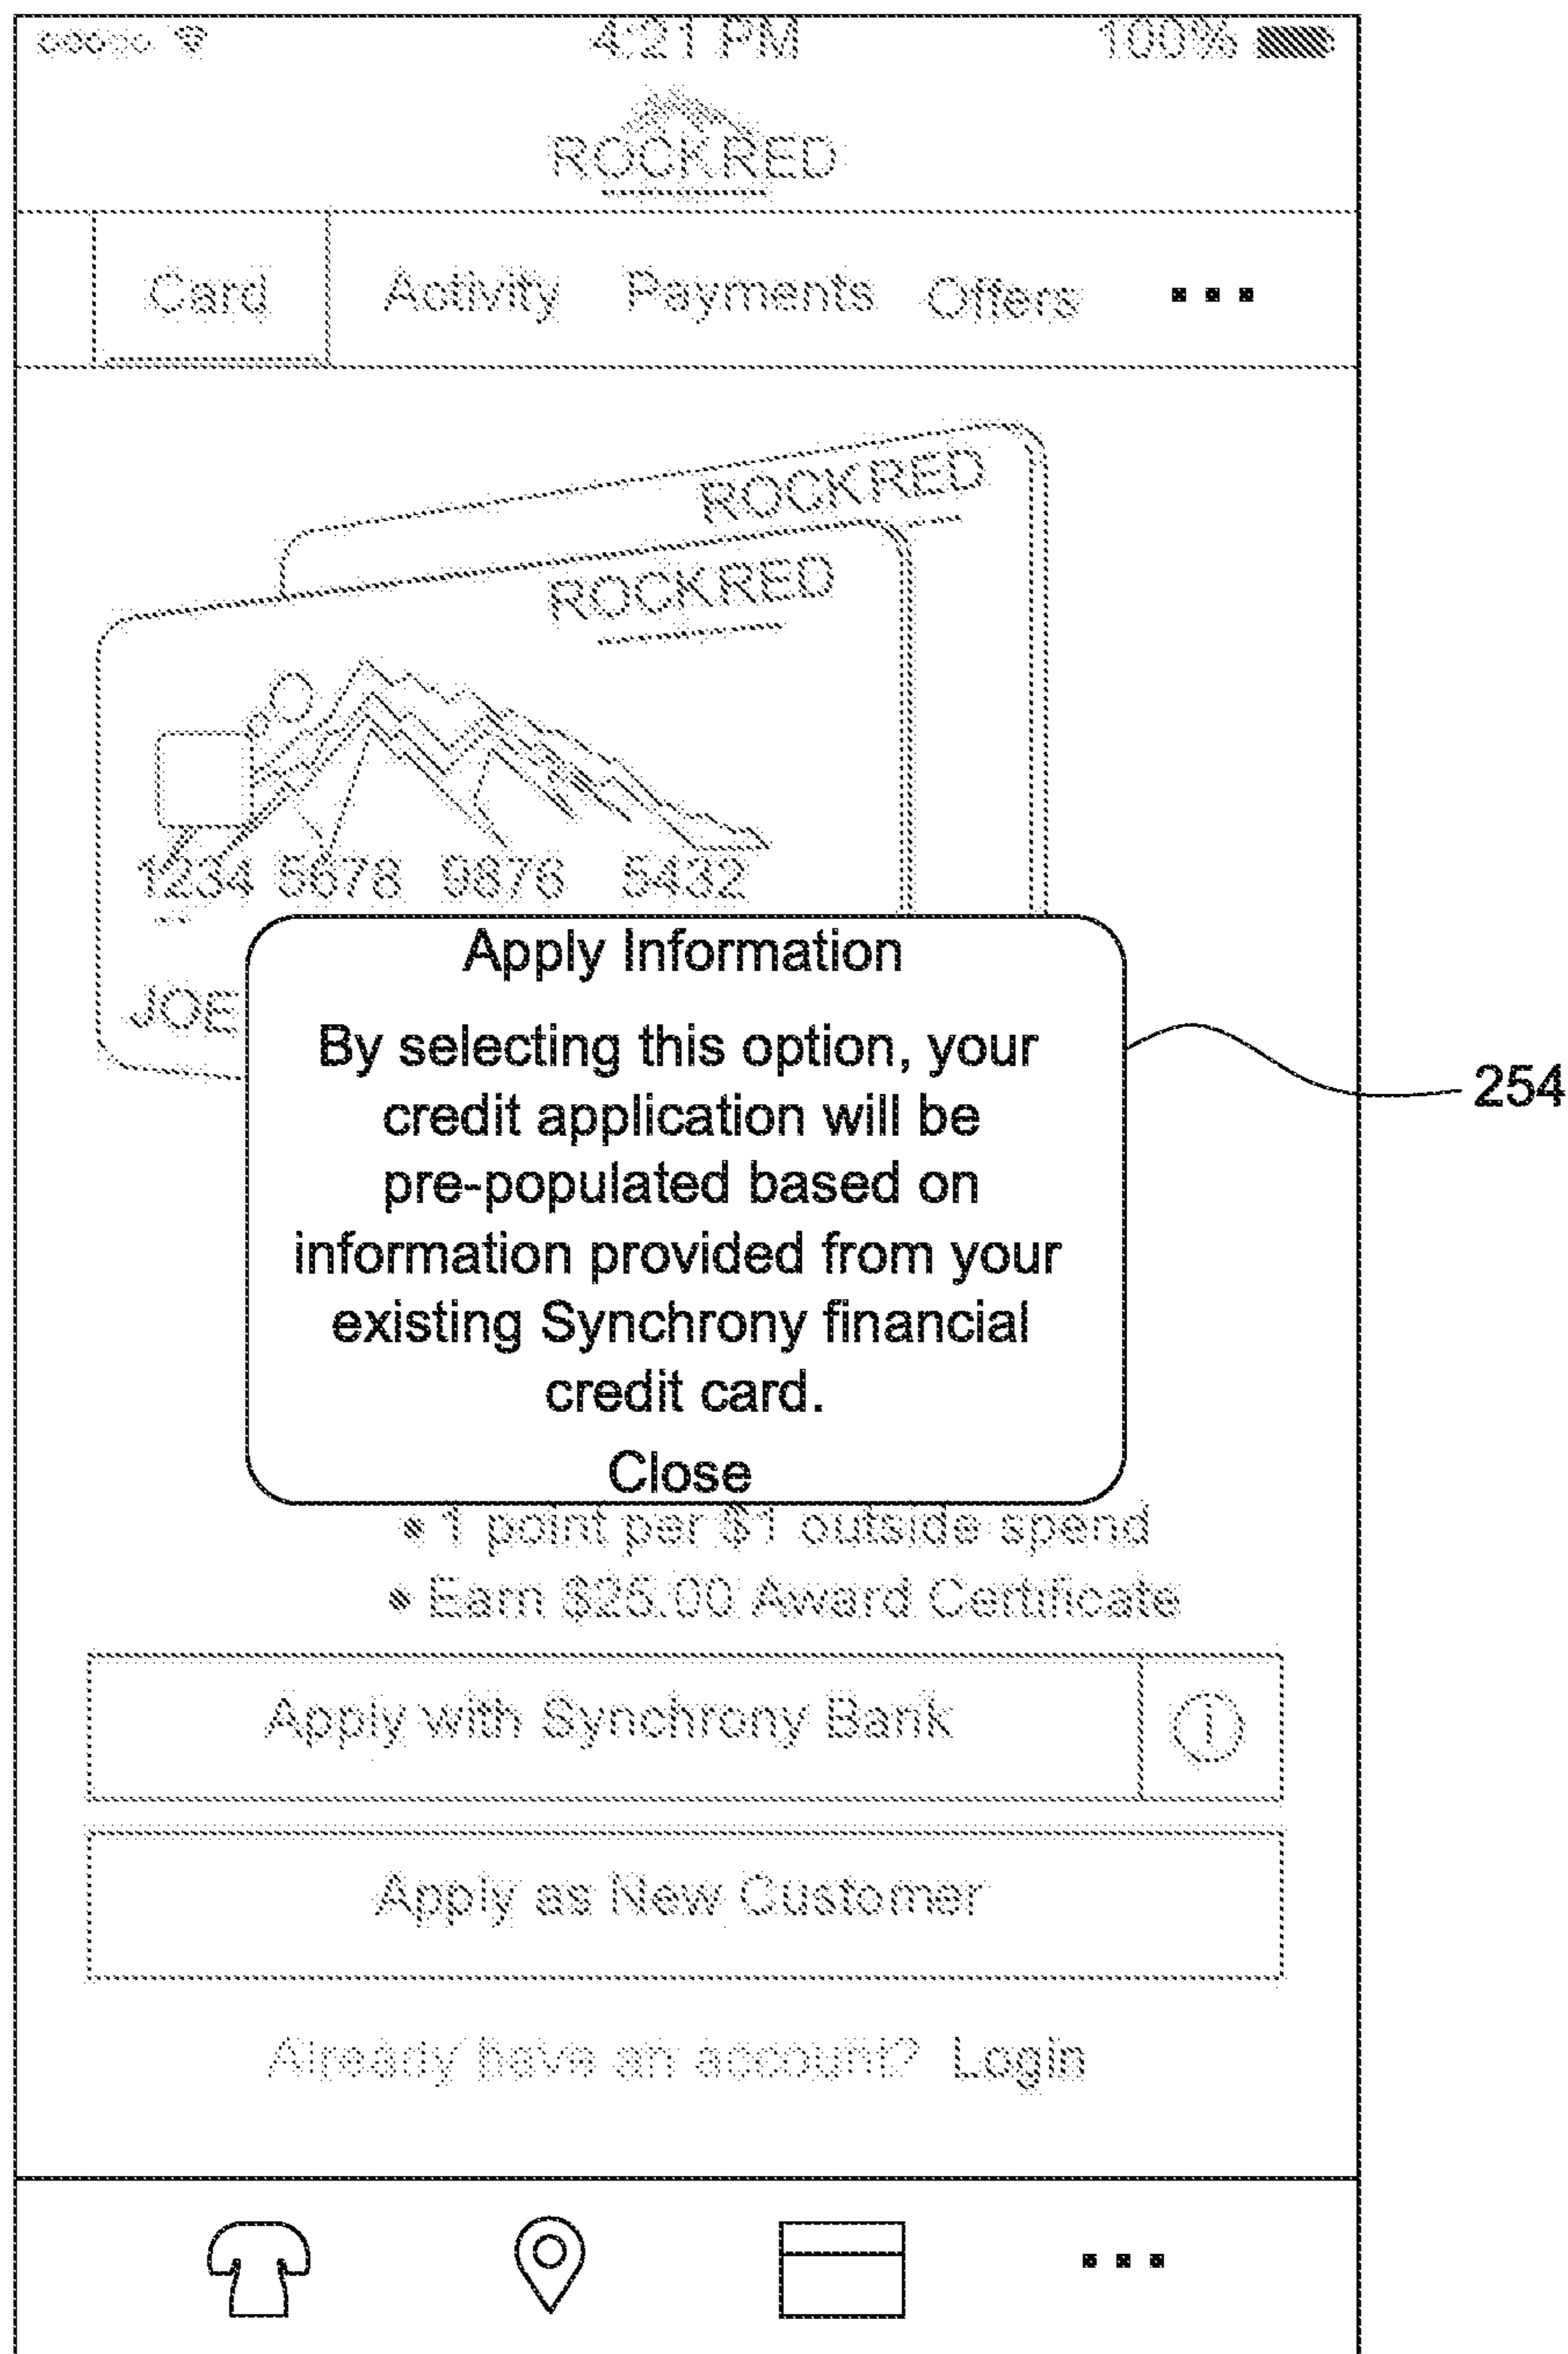 4:21 PM 100%
ROCKRED
Card Activity Payments Offers
ROCKRED
ROCKRED
1234 5678 9876 5432
JOE
Apply Information
By selecting this option, your
credit application will be
pre-populated based on
information provided from your
existing Synchrony financial
credit card.
Close
254
• 1 point per $1 outside spend
• Earn $25.00 Award Certificate
Apply with Synchrony Bank
Apply as New Customer
Already have an account? Login